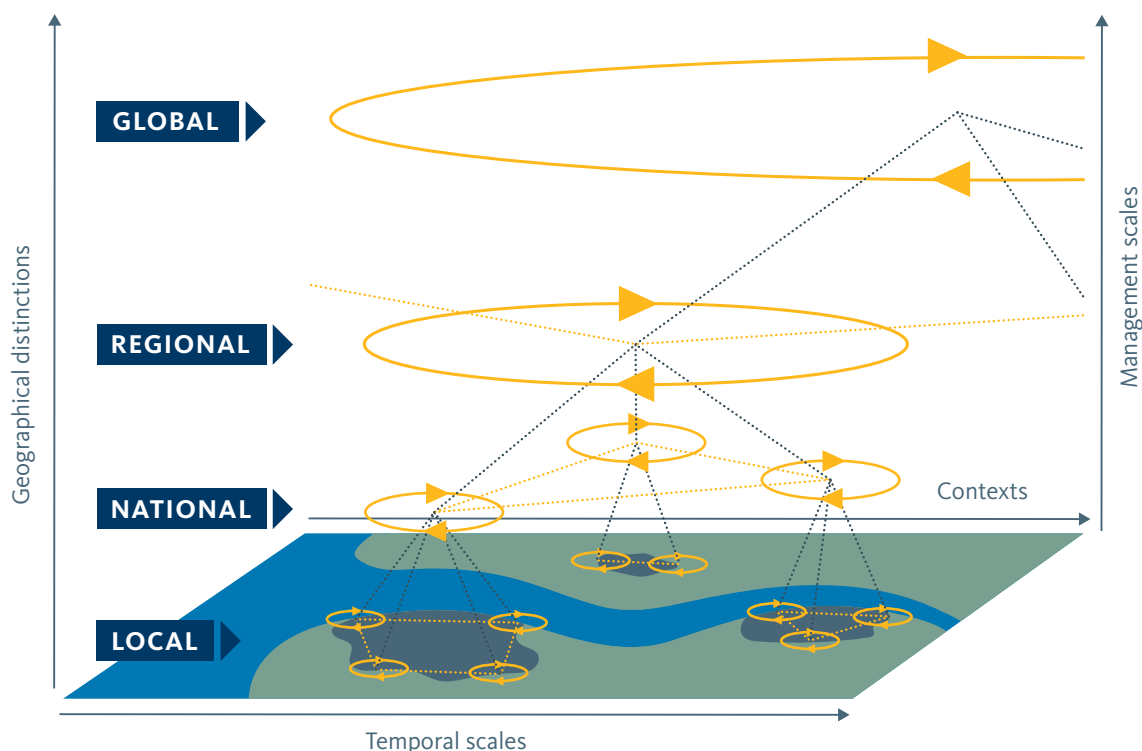 GLOBAL
REGIONAL
NATIONAL
LOCAL
Geographical distinctions
Management scales
Contexts
Temporal scales